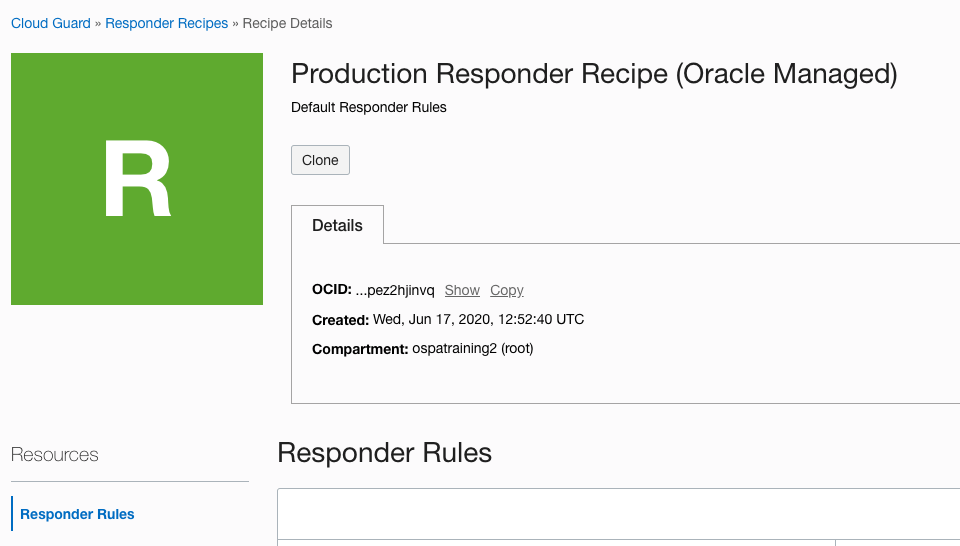 Cloud Guard » Responder Recipes » Recipe Details
R
Production Responder Recipe (Oracle Managed)
Default Responder Rules
Clone
Details
OCID: ...pez2hjinvq Show Copy
Created: Wed, Jun 17, 2020, 12:52:40 UTC
Compartment: ospatraining2 (root)
Resources
Responder Rules
Responder Rules